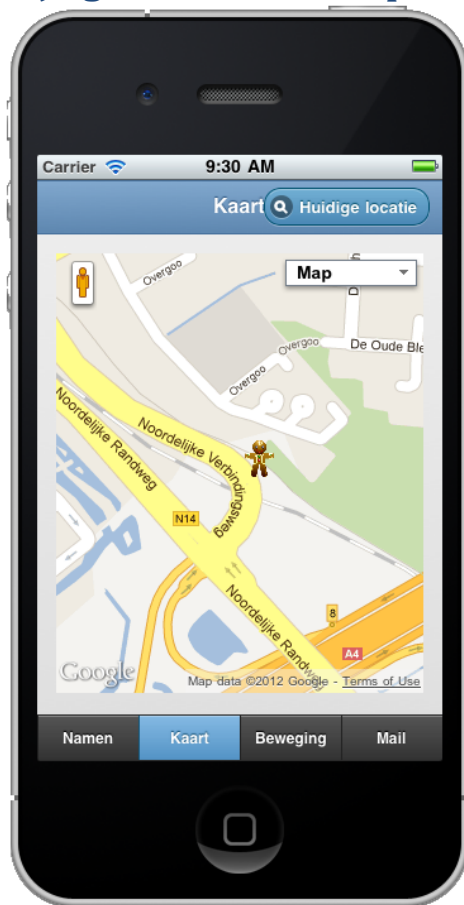 Carrier 9:30 AM
Kaart Huidige locatie
Map
Overgoo
Overgoo
De Oude Ble
Overgoo
Noordelijke Randweg
Noordelijke Verbindingsweg
N14
Noordelijke Randweg
8
A4
Google
Map data ©2012 Google - Terms of Use
Namen Kaart Beweging Mail